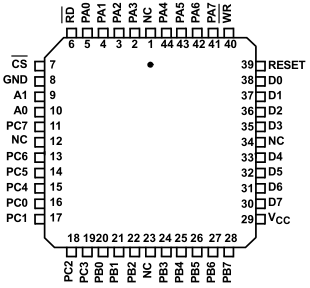 RD PA0 PA1 PA2 PA3 NC PA4 PA5 PA6 PA7 WR
6 5 4 3 2 1 44 43 42 41 40
CS 7 39 RESET
GND 8 38 D0
A1 9 37 D1
A0 10 36 D2
PC7 11 35 D3
NC 12 34 NC
PC6 13 33 D4
PC5 14 32 D5
PC4 15 31 D6
PC0 16 30 D7
PC1 17 29 VCC
18 19 20 21 22 23 24 25 26 27 28
PC2 PC3 PB0 PB1 PB2 NC PB3 PB4 PB5 PB6 PB7